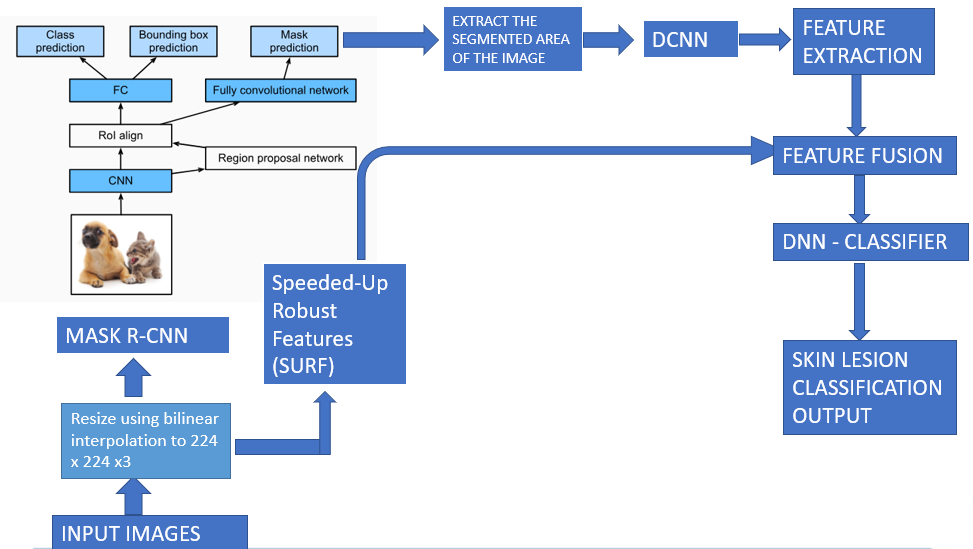 Class
prediction
Bounding box
prediction
Mask
prediction
EXTRACT THE
SEGMENTED AREA
OF THE IMAGE
DCNN
FEATURE
EXTRACTION
FC
Fully convolutional network
RoI align
Region proposal network
CNN
FEATURE FUSION
DNN - CLASSIFIER
Speeded-Up
Robust
Features
(SURF)
MASK R-CNN
SKIN LESION
CLASSIFICATION
OUTPUT
Resize using bilinear
interpolation to 224
x 224 x3
INPUT IMAGES